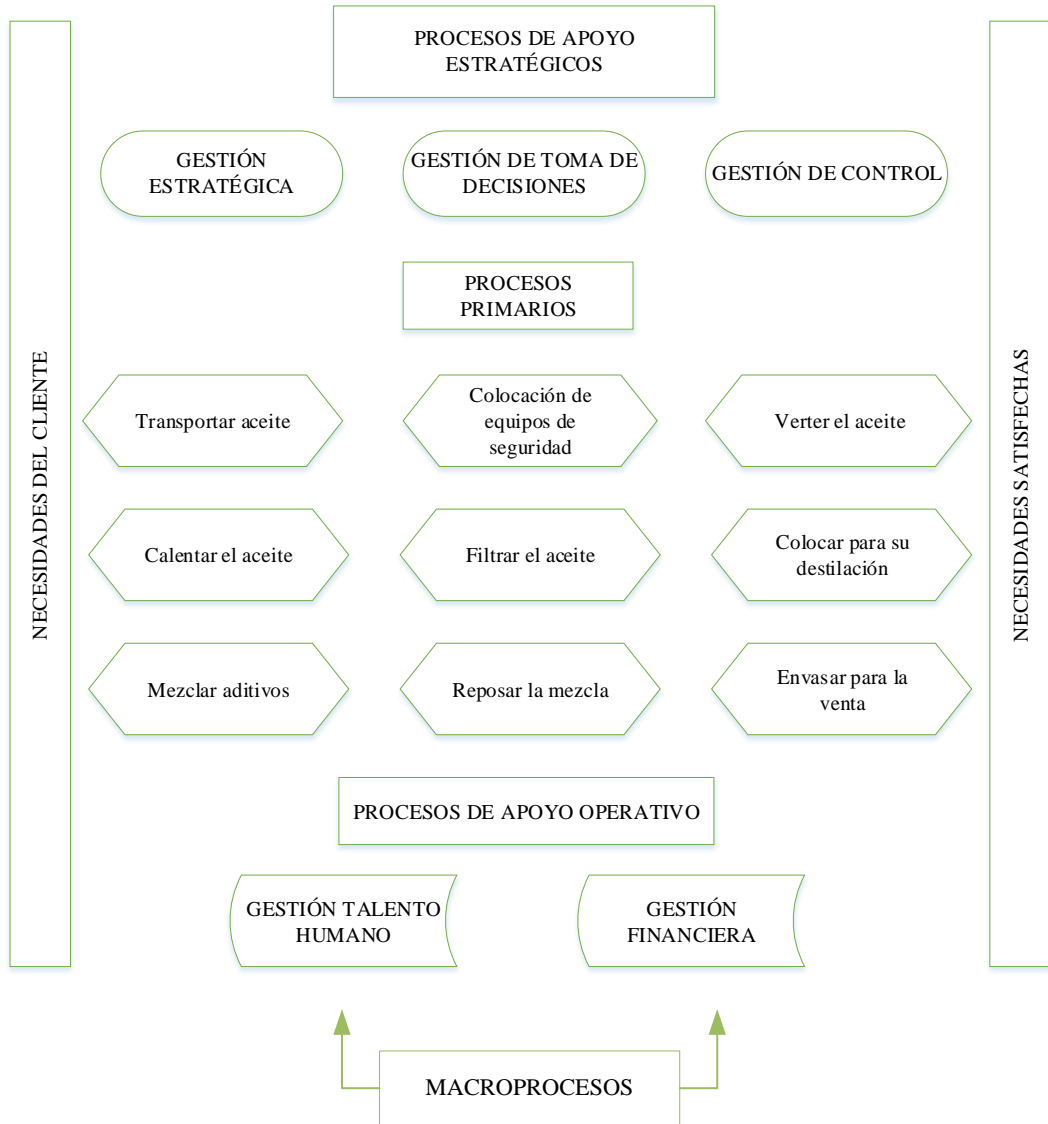 PROCESOS DE APOYO
ESTRATÉGICOS
GESTIÓN
ESTRATÉGICA
GESTIÓN DE TOMA DE
DECISIONES
GESTIÓN DE CONTROL
PROCESOS
PRIMARIOS
NECESIDADES DEL CLIENTE
NECESIDADES SATISFECHAS
Transportar aceite
Colocación de
equipos de
seguridad
Verter el aceite
Calentar el aceite
Filtrar el aceite
Colocar para su
destilación
Mezclar aditivos
Reposar la mezcla
Envasar para la
venta
PROCESOS DE APOYO OPERATIVO
GESTIÓN TALENTO
HUMANO
GESTIÓN
FINANCIERA
MACROPROCESOS